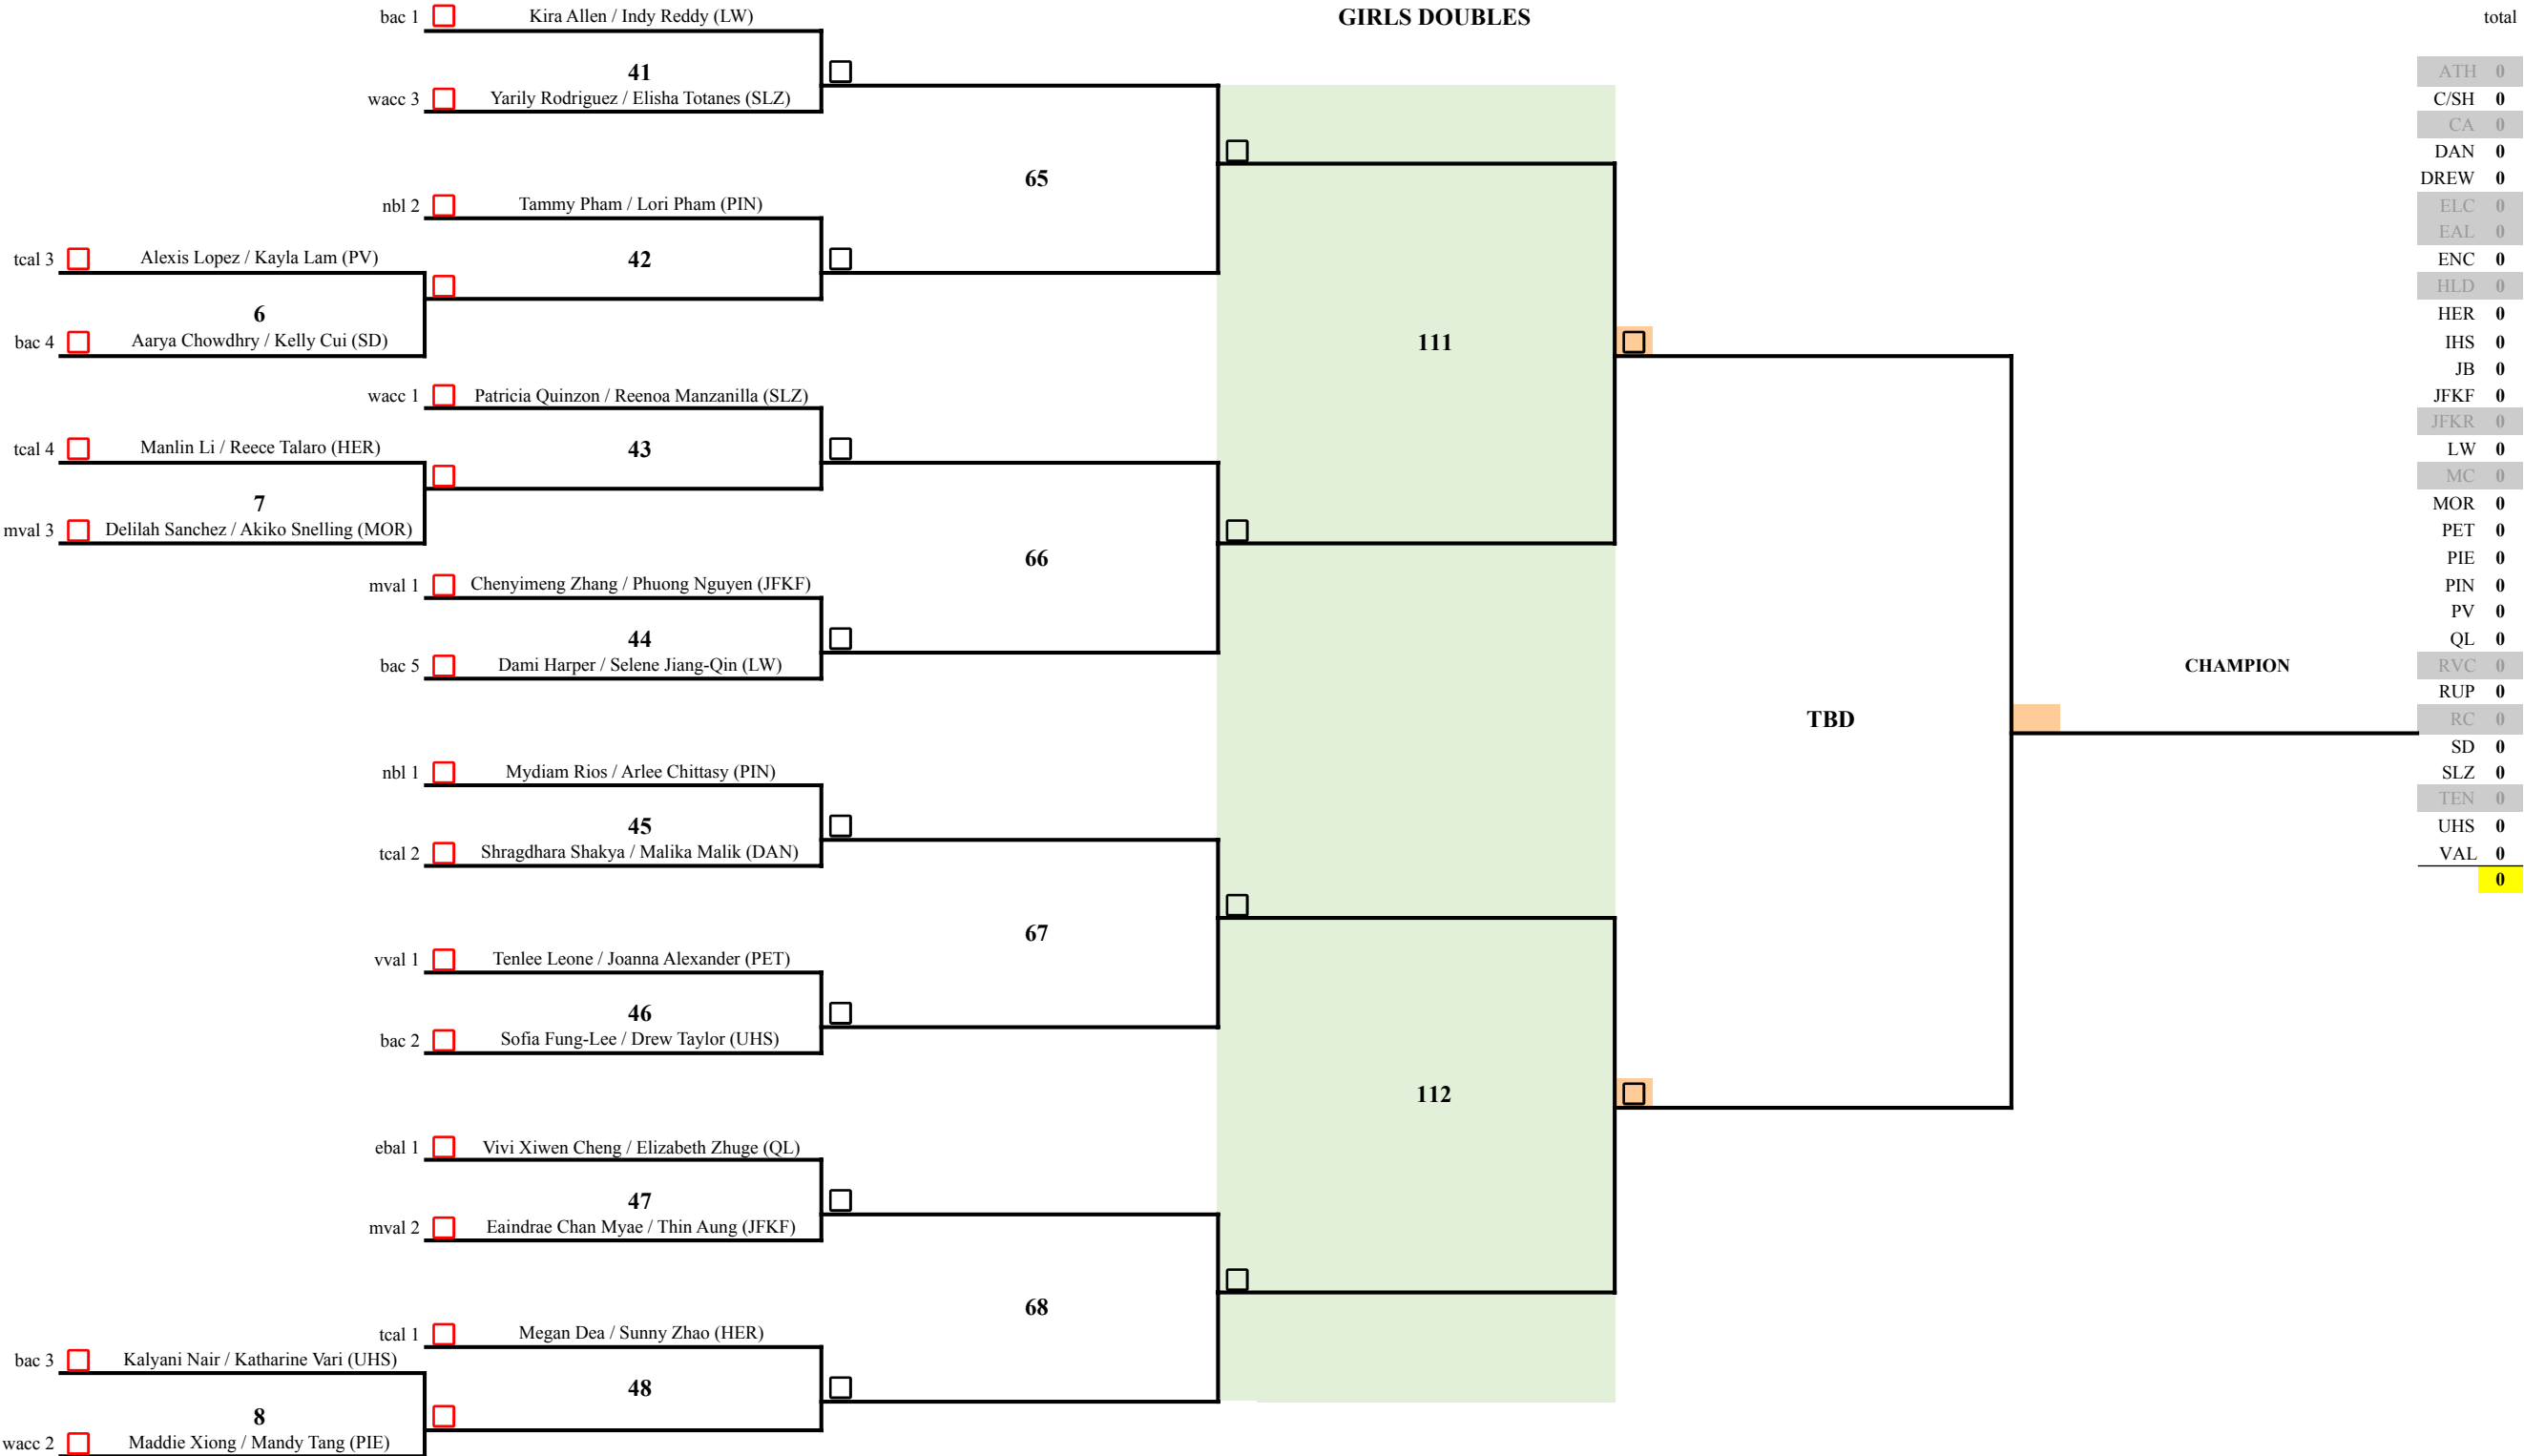 GIRLS DOUBLES
total
bac 1 Kira Allen / Indy Reddy (LW)
41
wacc 3 Yarily Rodriguez / Elisha Totanes (SLZ)
65
nbl 2 Tammy Pham / Lori Pham (PIN)
tcal 3 Alexis Lopez / Kayla Lam (PV)
42
6
bac 4 Aarya Chowdhry / Kelly Cui (SD)
111
wacc 1 Patricia Quinzon / Reenoa Manzanilla (SLZ)
tcal 4 Manlin Li / Reece Talaro (HER)
43
7
mval 3 Delilah Sanchez / Akiko Snelling (MOR)
66
mval 1 Chenyimeng Zhang / Phuong Nguyen (JFKF)
44
bac 5 Dami Harper / Selene Jiang-Qin (LW)
CHAMPION
TBD
nbl 1 Mydiam Rios / Arlee Chittasy (PIN)
45
tcal 2 Shragdhara Shakya / Malika Malik (DAN)
67
vval 1 Tenlee Leone / Joanna Alexander (PET)
46
bac 2 Sofia Fung-Lee / Drew Taylor (UHS)
112
ebal 1 Vivi Xiwen Cheng / Elizabeth Zhuge (QL)
47
mval 2 Eaindrae Chan Myae / Thin Aung (JFKF)
68
tcal 1 Megan Dea / Sunny Zhao (HER)
bac 3 Kalyani Nair / Katharine Vari (UHS)
48
8
wacc 2 Maddie Xiong / Mandy Tang (PIE)
ATH 0
C/SH 0
CA 0
DAN 0
DREW 0
ELC 0
EAL 0
ENC 0
HLD 0
HER 0
IHS 0
JB 0
JFKF 0
JFKR 0
LW 0
MC 0
MOR 0
PET 0
PIE 0
PIN 0
PV 0
QL 0
RVC 0
RUP 0
RC 0
SD 0
SLZ 0
TEN 0
UHS 0
VAL 0
0